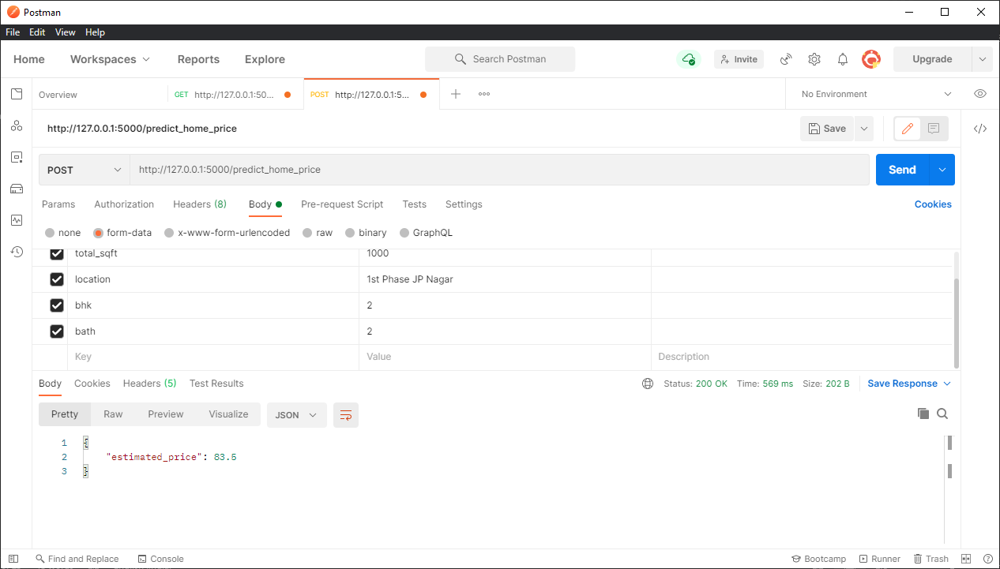 Postman
File Edit View Help
Home Workspaces Reports Explore Search Postman Invite Upgrade
Overview GET http://127.0.0.1:50... POST http://127.0.0.1:5... No Environment
http://127.0.0.1:5000/predict_home_price Save
POST http://127.0.0.1:5000/predict_home_price Send
Params Authorization Headers (8) Body Pre-request Script Tests Settings Cookies
none form-data x-www-form-urlencoded raw binary GraphQL
total_sqft 1000
location 1st Phase JP Nagar
bhk 2
bath 2
Key Value Description
Body Cookies Headers (5) Test Results Status: 200 OK Time: 569 ms Size: 202 B Save Response
Pretty Raw Preview Visualize JSON
1 {
2 "estimated_price": 83.5
3 }
Find and Replace Console Bootcamp Runner Trash